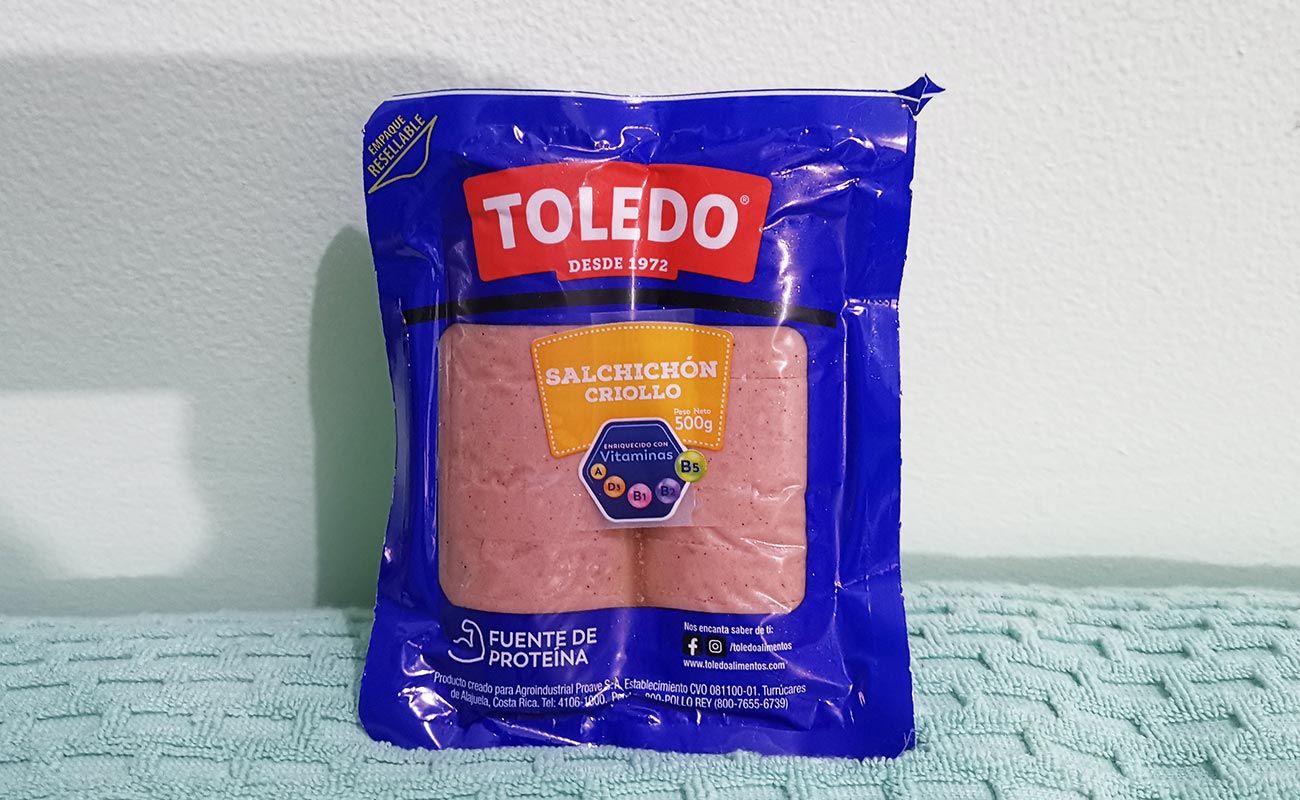 EMPAQUE
RESELLABLE
TOLEDO®
DESDE 1972
SALCHICHÓN
CRIOLLO
Peso Neto
500g
ENRIQUECIDO CON
Vitaminas
A
D3
B1
B2
B5
FUENTE DE
PROTEÍNA
Nos encanta saber de ti:
/toledoalimentos
www.toledoalimentos.com
Producto creado para Agroindustrial Proave S.A. Establecimiento CVO 081100-01. Turrúcares
de Alajuela, Costa Rica. Tel: 4106-1000. 800-POLLO REY (800-7655-6739)